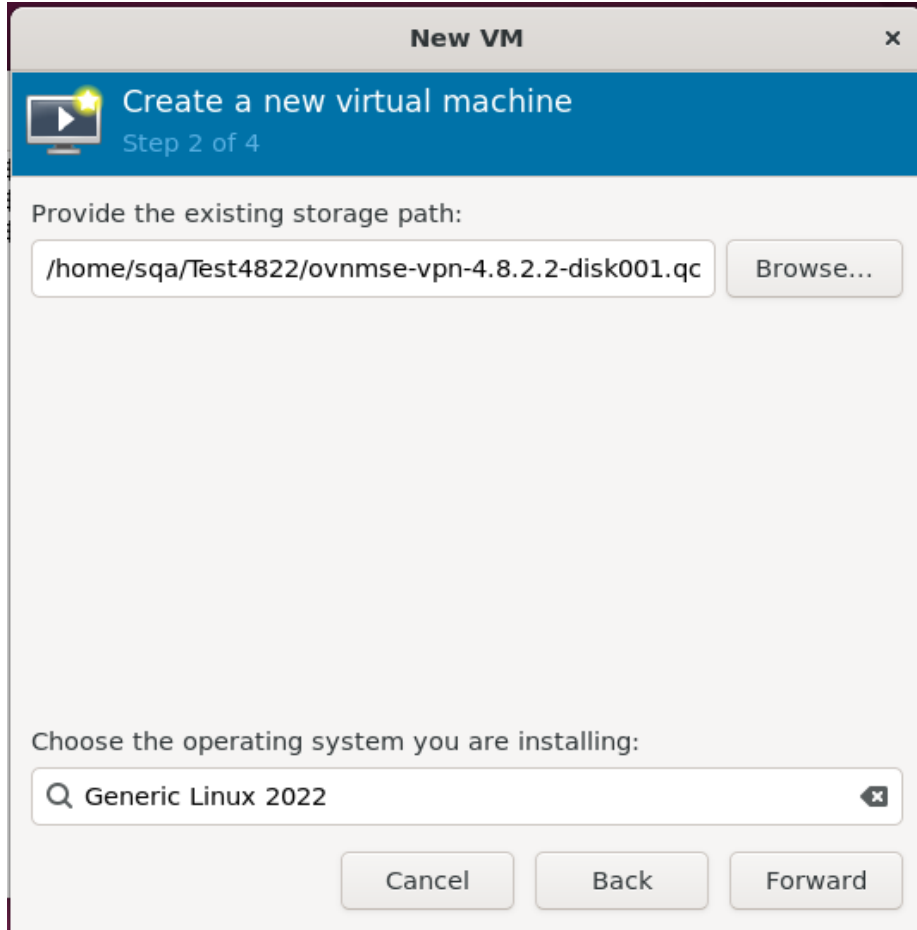 New VM
Create a new virtual machine
Step 2 of 4
Provide the existing storage path:
/home/sqa/Test4822/ovnmse-vpn-4.8.2.2-disk001.qc
Browse...
Choose the operating system you are installing:
Generic Linux 2022
Cancel Back Forward